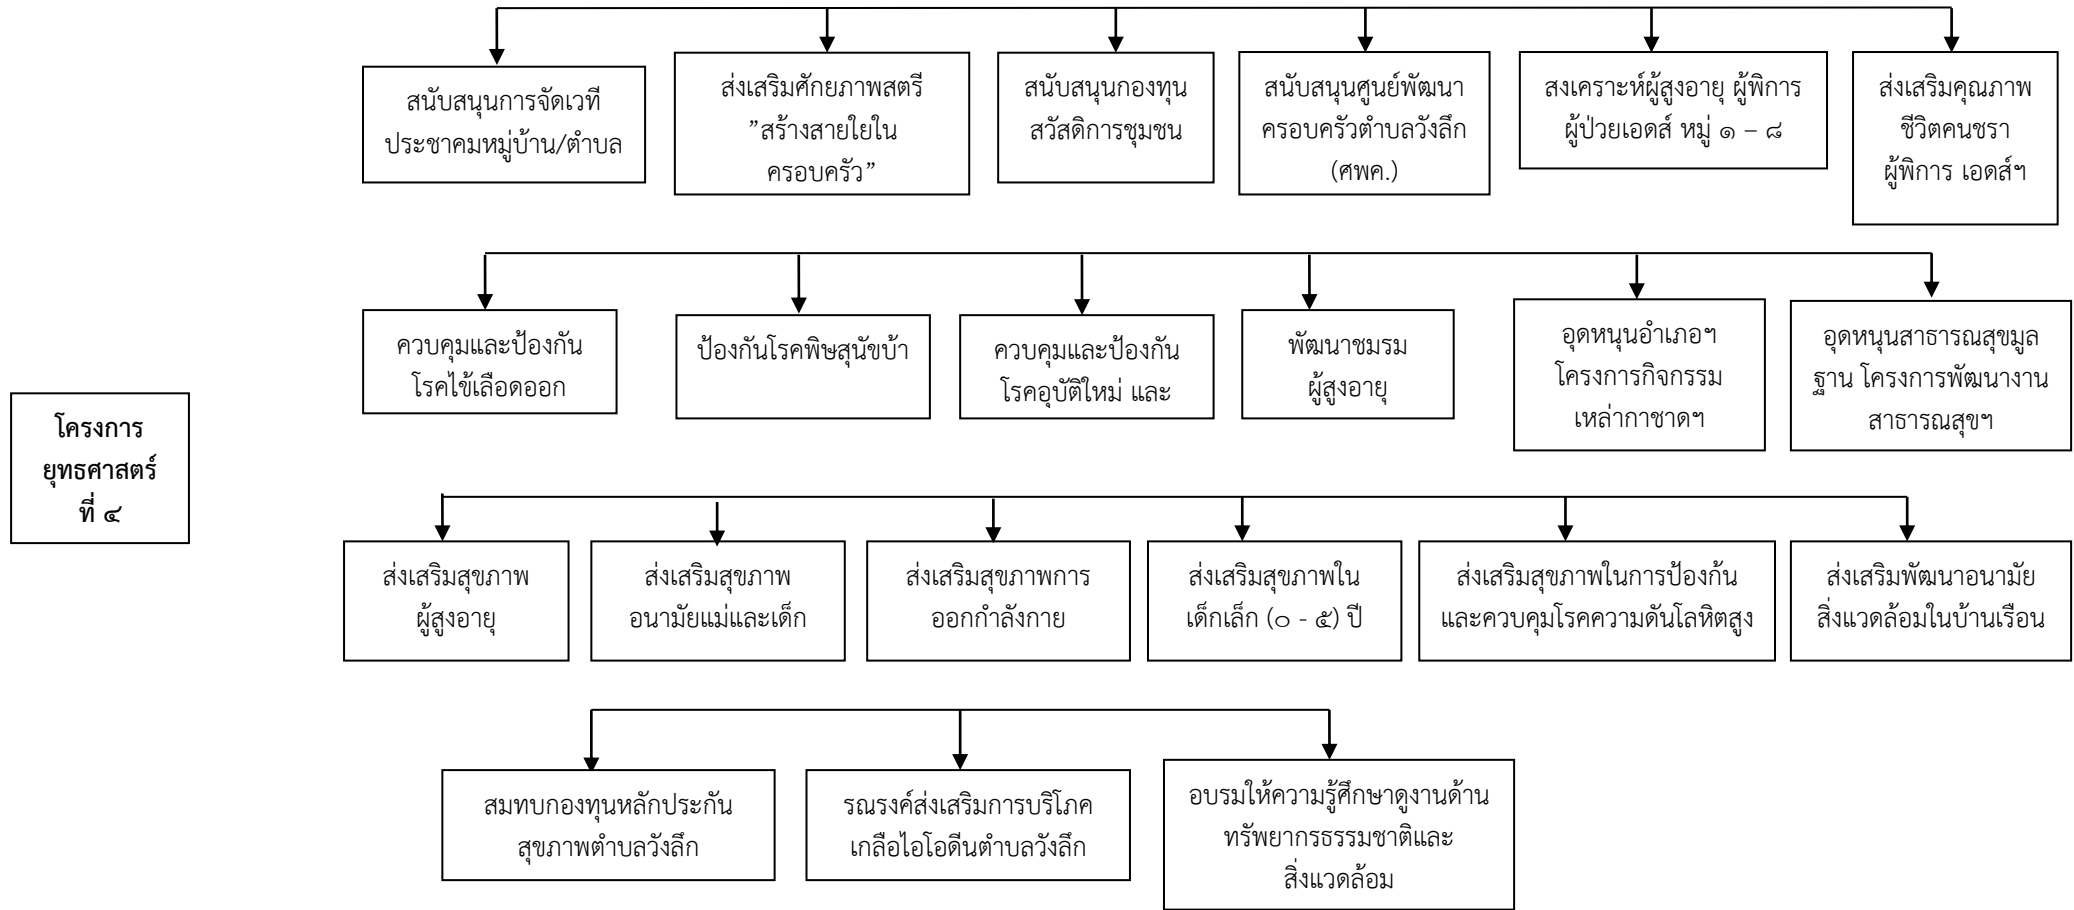 สนับสนุนการจัดเวที
ประชาคมหมู่บ้าน/ตำบล
ส่งเสริมศักยภาพสตรี
”สร้างสายใยใน
ครอบครัว”
สนับสนุนกองทุน
สวัสดิการชุมชน
สนับสนุนศูนย์พัฒนา
ครอบครัวตำบลวังลึก
(ศพค.)
สงเคราะห์ผู้สูงอายุ ผู้พิการ
ผู้ป่วยเอดส์ หมู่ ๑ – ๘
ส่งเสริมคุณภาพ
ชีวิตคนชรา
ผู้พิการ เอดส์ฯ
ควบคุมและป้องกัน
โรคไข้เลือดออก
ป้องกันโรคพิษสุนัขบ้า
ควบคุมและป้องกัน
โรคอุบัติใหม่ และ
พัฒนาชมรม
ผู้สูงอายุ
อุดหนุนอำเภอฯ
โครงการกิจกรรม
เหล่ากาชาดฯ
อุดหนุนสาธารณสุขมูล
ฐาน โครงการพัฒนางาน
สาธารณสุขฯ
โครงการ
ยุทธศาสตร์
ที่ ๔
ส่งเสริมสุขภาพ
ผู้สูงอายุ
ส่งเสริมสุขภาพ
อนามัยแม่และเด็ก
ส่งเสริมสุขภาพการ
ออกกำลังกาย
ส่งเสริมสุขภาพใน
เด็กเล็ก (๐ - ๕) ปี
ส่งเสริมสุขภาพในการป้องกัน
และควบคุมโรคความดันโลหิตสูง
ส่งเสริมพัฒนาอนามัย
สิ่งแวดล้อมในบ้านเรือน
สมทบกองทุนหลักประกัน
สุขภาพตำบลวังลึก
รณรงค์ส่งเสริมการบริโภค
เกลือไอโอดีนตำบลวังลึก
อบรมให้ความรู้ศึกษาดูงานด้าน
ทรัพยากรธรรมชาติและ
สิ่งแวดล้อม